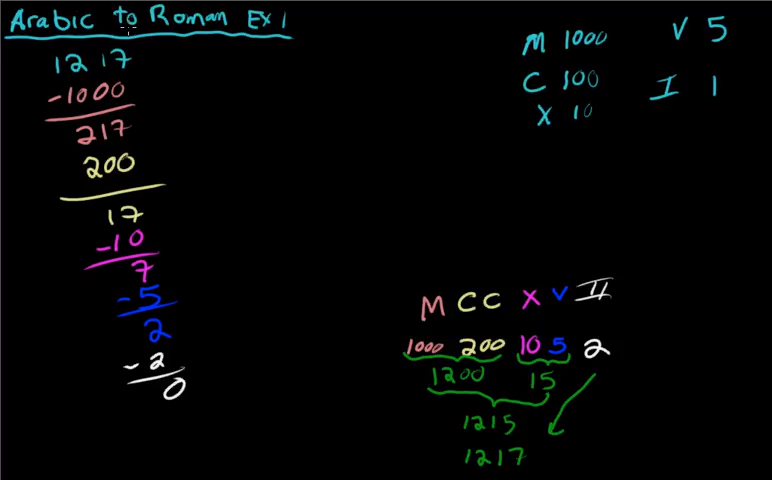 Arabic to Roman Ex 1
1217
-1000
217
200
17
-10
7
-5
2
-2
0
M 1000 V 5
C 100 I 1
X 10
M CC X V II
1000 200 10 5 2
1200 15
1215
1217